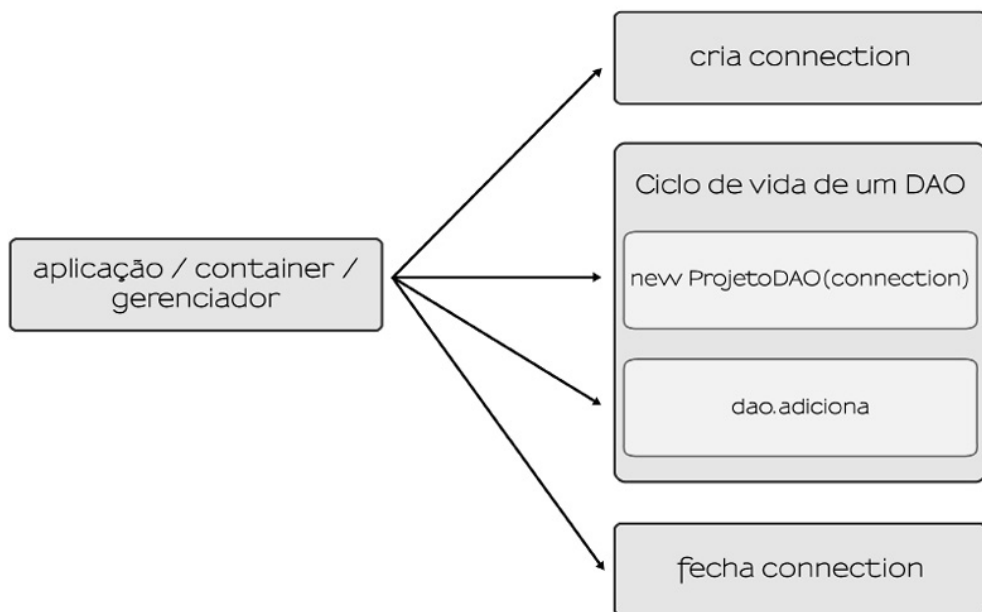 cria connection
Ciclo de vida de um DAO
aplicação / container /
gerenciador
new ProjetoDAO(connection)
dao.adiciona
fecha connection